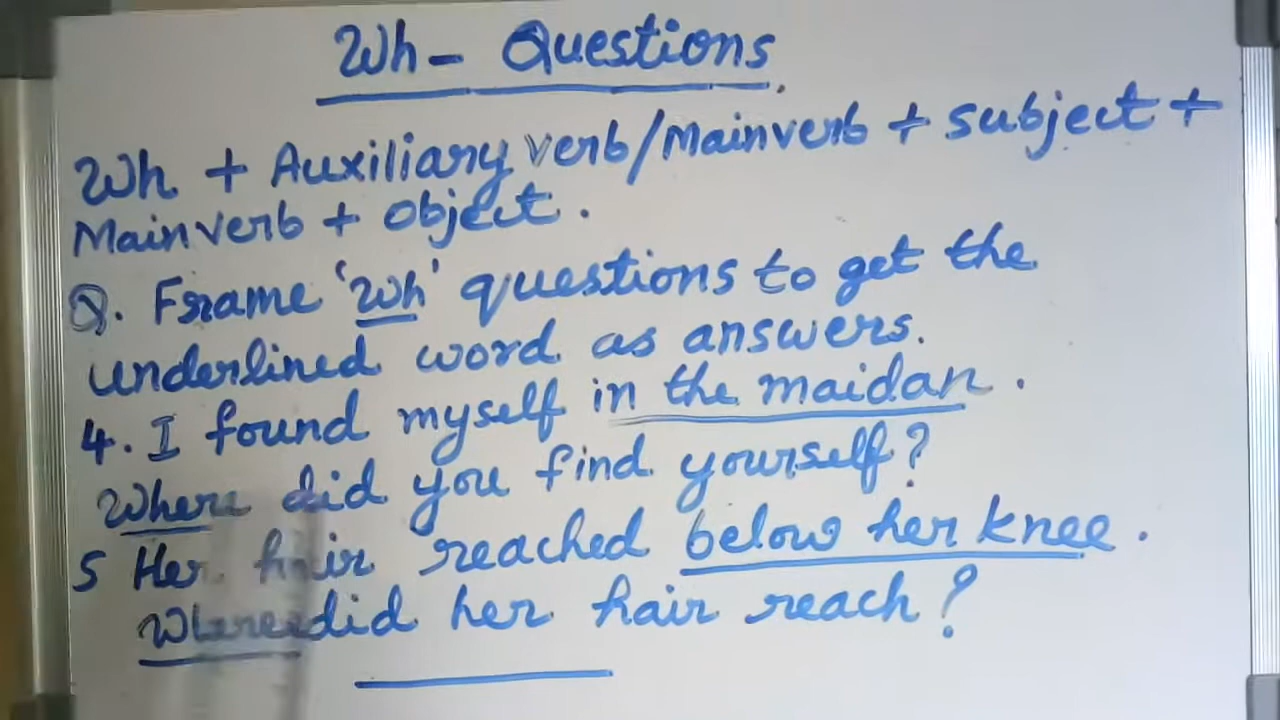 Wh - Questions.
Wh + Auxiliary verb/Mainverb + subject +
Mainverb + object.
Q. Frame 'Wh' questions to get the
underlined word as answers.
4. I found myself in the maidan.
Where did you find yourself?
5 Her hair reached below her knee.
Where did her hair reach?